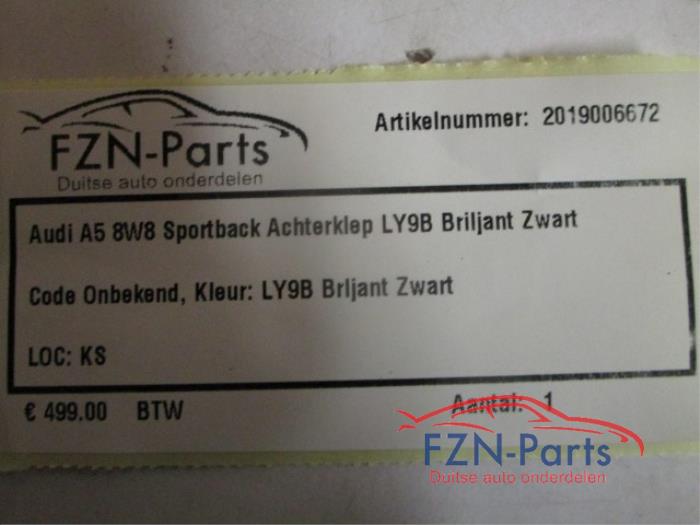 FZN-Parts
Duitse auto onderdelen
Artikelnummer: 2019006672
Audi A5 8W8 Sportback Achterklep LY9B Briljant Zwart
Code Onbekend, Kleur: LY9B Brljant Zwart
LOC: KS
€ 499.00 BTW
Aantal: 1
FZN-Parts
Duitse auto onderdelen